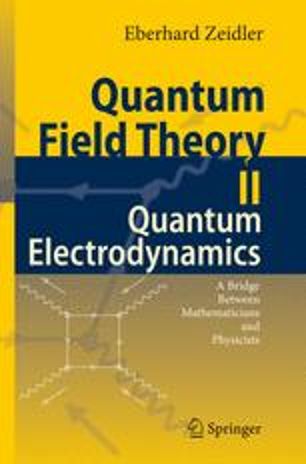 Eberhard Zeidler
Quantum
Field Theory
II
Quantum
Electrodynamics
A Bridge
Between
Mathematicians
and
Physicists
Springer